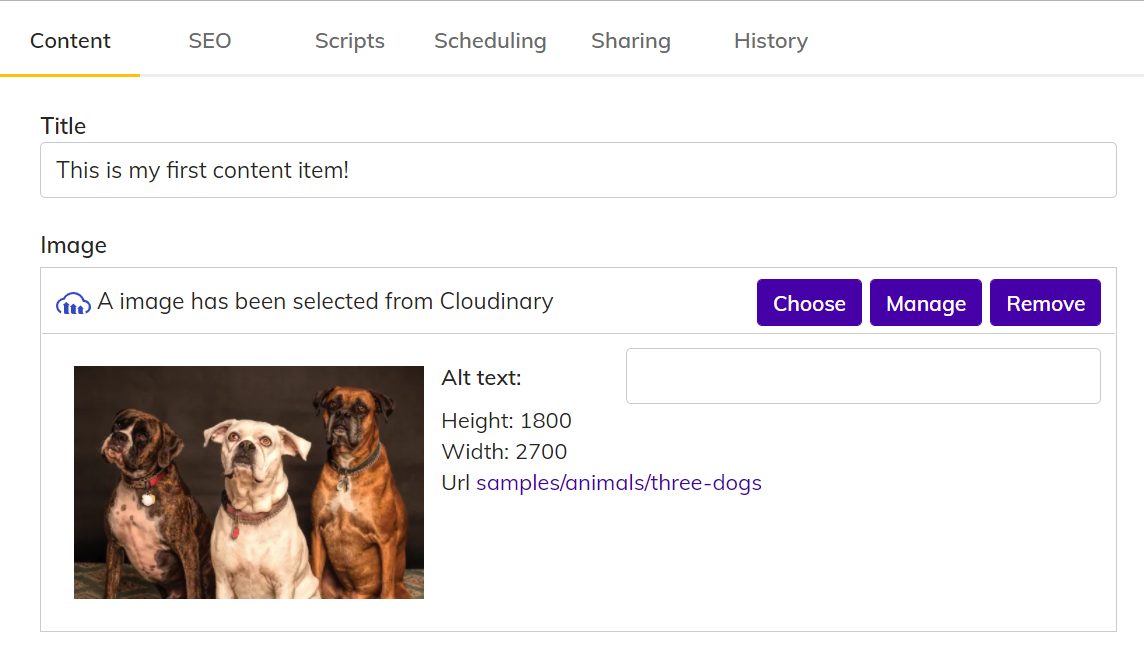 Content SEO Scripts Scheduling Sharing History
Title
This is my first content item!
Image
A image has been selected from Cloudinary Choose Manage Remove
Alt text:
Height: 1800
Width: 2700
Url samples/animals/three-dogs